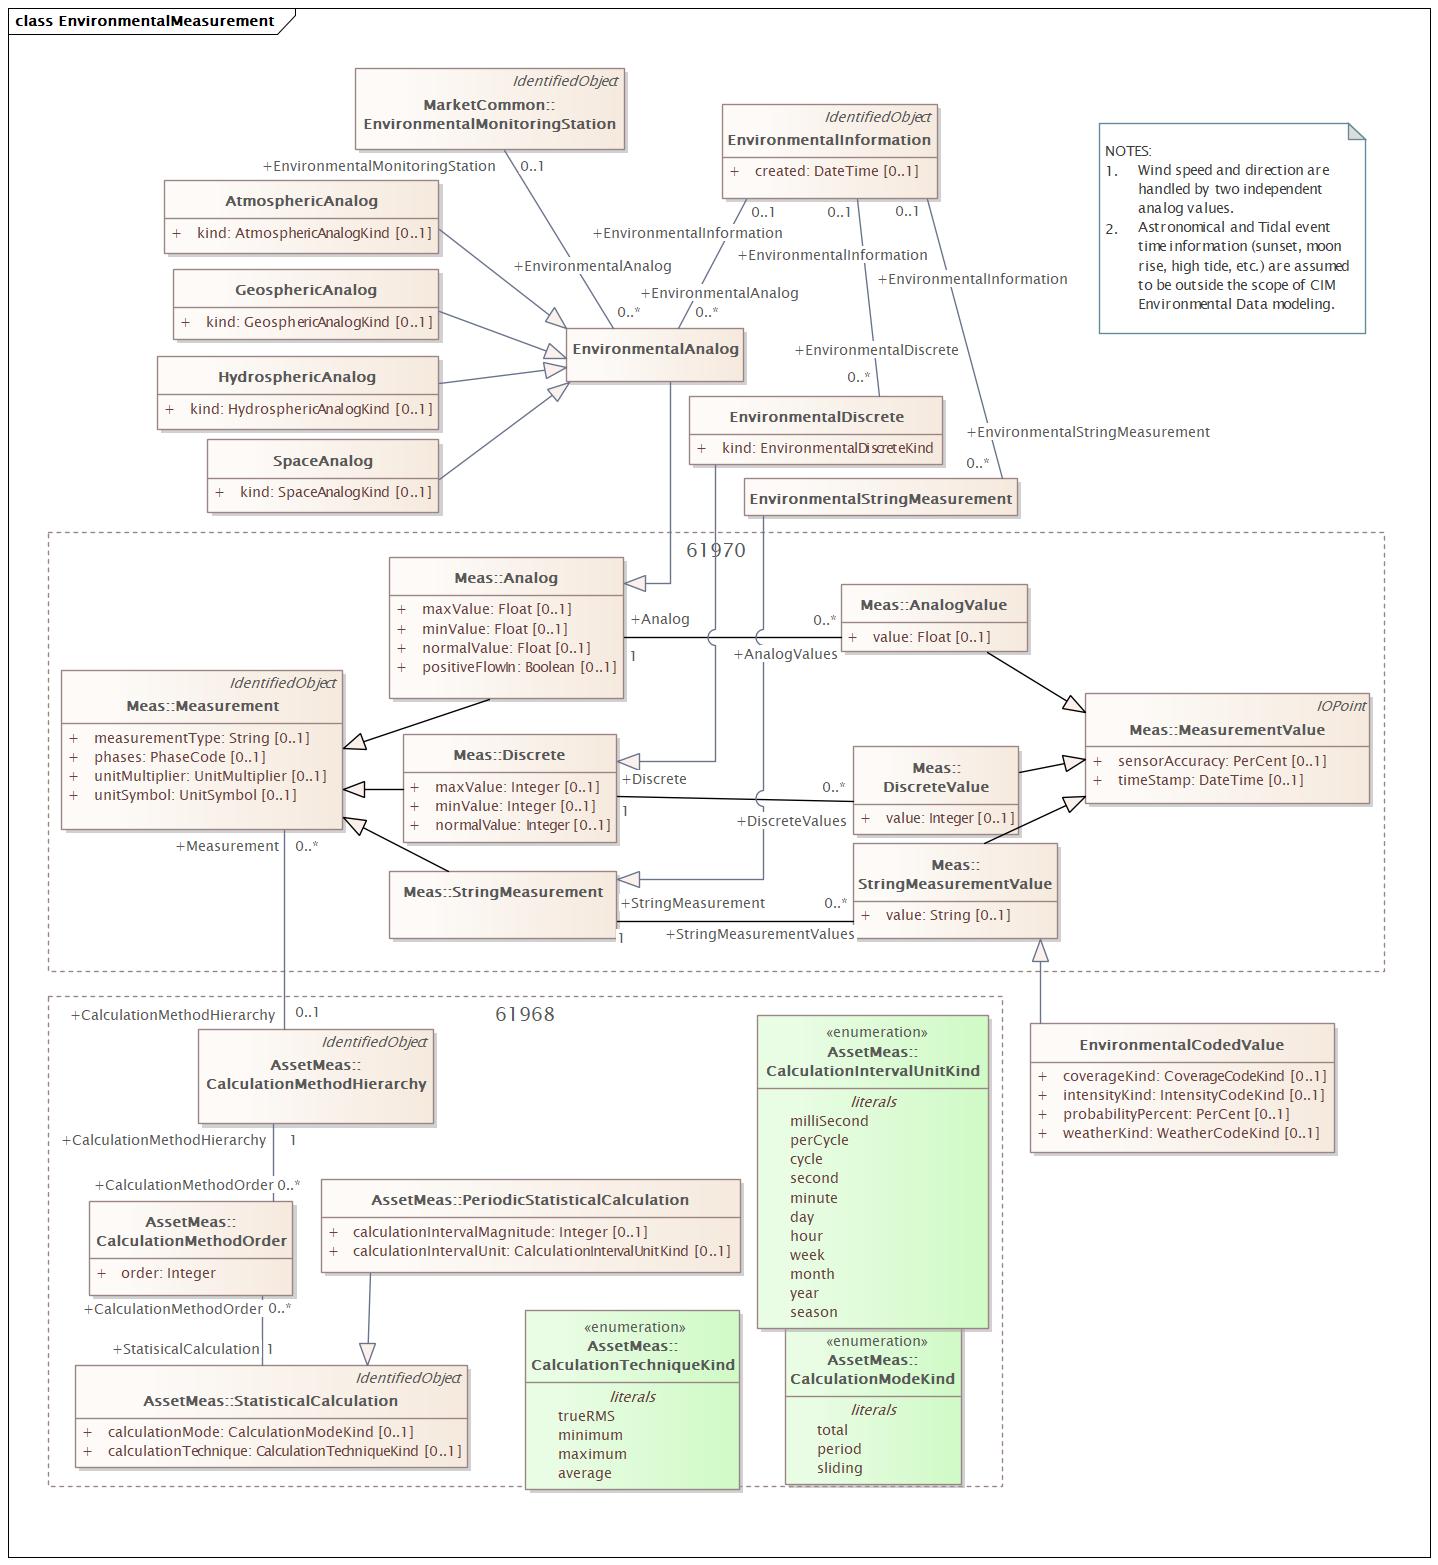 class EnvironmentalMeasurement
IdentifiedObject
MarketCommon::
EnvironmentalMonitoringStation
+EnvironmentalMonitoringStation 0..1
IdentifiedObject
EnvironmentalInformation
+ created: DateTime [0..1]
0..1 0..1 0..1
+EnvironmentalInformation
+EnvironmentalInformation
+EnvironmentalInformation
NOTES:
1. Wind speed and direction are
handled by two independent
analog values.
2. Astronomical and Tidal event
time information (sunset, moon
rise, high tide, etc.) are assumed
to be outside the scope of CIM
Environmental Data modeling.
AtmosphericAnalog
+ kind: AtmosphericAnalogKind [0..1]
GeosphericAnalog
+ kind: GeosphericAnalogKind [0..1]
HydrosphericAnalog
+ kind: HydrosphericAnalogKind [0..1]
SpaceAnalog
+ kind: SpaceAnalogKind [0..1]
+EnvironmentalAnalog
+EnvironmentalAnalog
0..* 0..*
EnvironmentalAnalog
+EnvironmentalDiscrete
0..*
EnvironmentalDiscrete
+ kind: EnvironmentalDiscreteKind
+EnvironmentalStringMeasurement
0..*
EnvironmentalStringMeasurement
61970
Meas::Analog
+ maxValue: Float [0..1]
+ minValue: Float [0..1]
+ normalValue: Float [0..1]
+ positiveFlowIn: Boolean [0..1]
+Analog 0..*
1 +AnalogValues
Meas::AnalogValue
+ value: Float [0..1]
IdentifiedObject
Meas::Measurement
+ measurementType: String [0..1]
+ phases: PhaseCode [0..1]
+ unitMultiplier: UnitMultiplier [0..1]
+ unitSymbol: UnitSymbol [0..1]
IOPoint
Meas::MeasurementValue
+ sensorAccuracy: PerCent [0..1]
+ timeStamp: DateTime [0..1]
Meas::Discrete
+ maxValue: Integer [0..1]
+ minValue: Integer [0..1]
+ normalValue: Integer [0..1]
+Discrete 0..*
1 +DiscreteValues
Meas::
DiscreteValue
+ value: Integer [0..1]
+Measurement 0..*
Meas::StringMeasurement
+StringMeasurement 0..*
1 +StringMeasurementValues
Meas::
StringMeasurementValue
+ value: String [0..1]
61968
+CalculationMethodHierarchy 0..1
IdentifiedObject
AssetMeas::
CalculationMethodHierarchy
+CalculationMethodHierarchy 1
+CalculationMethodOrder 0..*
AssetMeas::
CalculationMethodOrder
+ order: Integer
+CalculationMethodOrder 0..*
+StatisicalCalculation 1
IdentifiedObject
AssetMeas::StatisticalCalculation
+ calculationMode: CalculationModeKind [0..1]
+ calculationTechnique: CalculationTechniqueKind [0..1]
AssetMeas::PeriodicStatisticalCalculation
+ calculationIntervalMagnitude: Integer [0..1]
+ calculationIntervalUnit: CalculationIntervalUnitKind [0..1]
«enumeration»
AssetMeas::
CalculationTechniqueKind
literals
trueRMS
minimum
maximum
average
«enumeration»
AssetMeas::
CalculationIntervalUnitKind
literals
milliSecond
perCycle
cycle
second
minute
day
hour
week
month
year
season
«enumeration»
AssetMeas::
CalculationModeKind
literals
total
period
sliding
EnvironmentalCodedValue
+ coverageKind: CoverageCodeKind [0..1]
+ intensityKind: IntensityCodeKind [0..1]
+ probabilityPercent: PerCent [0..1]
+ weatherKind: WeatherCodeKind [0..1]